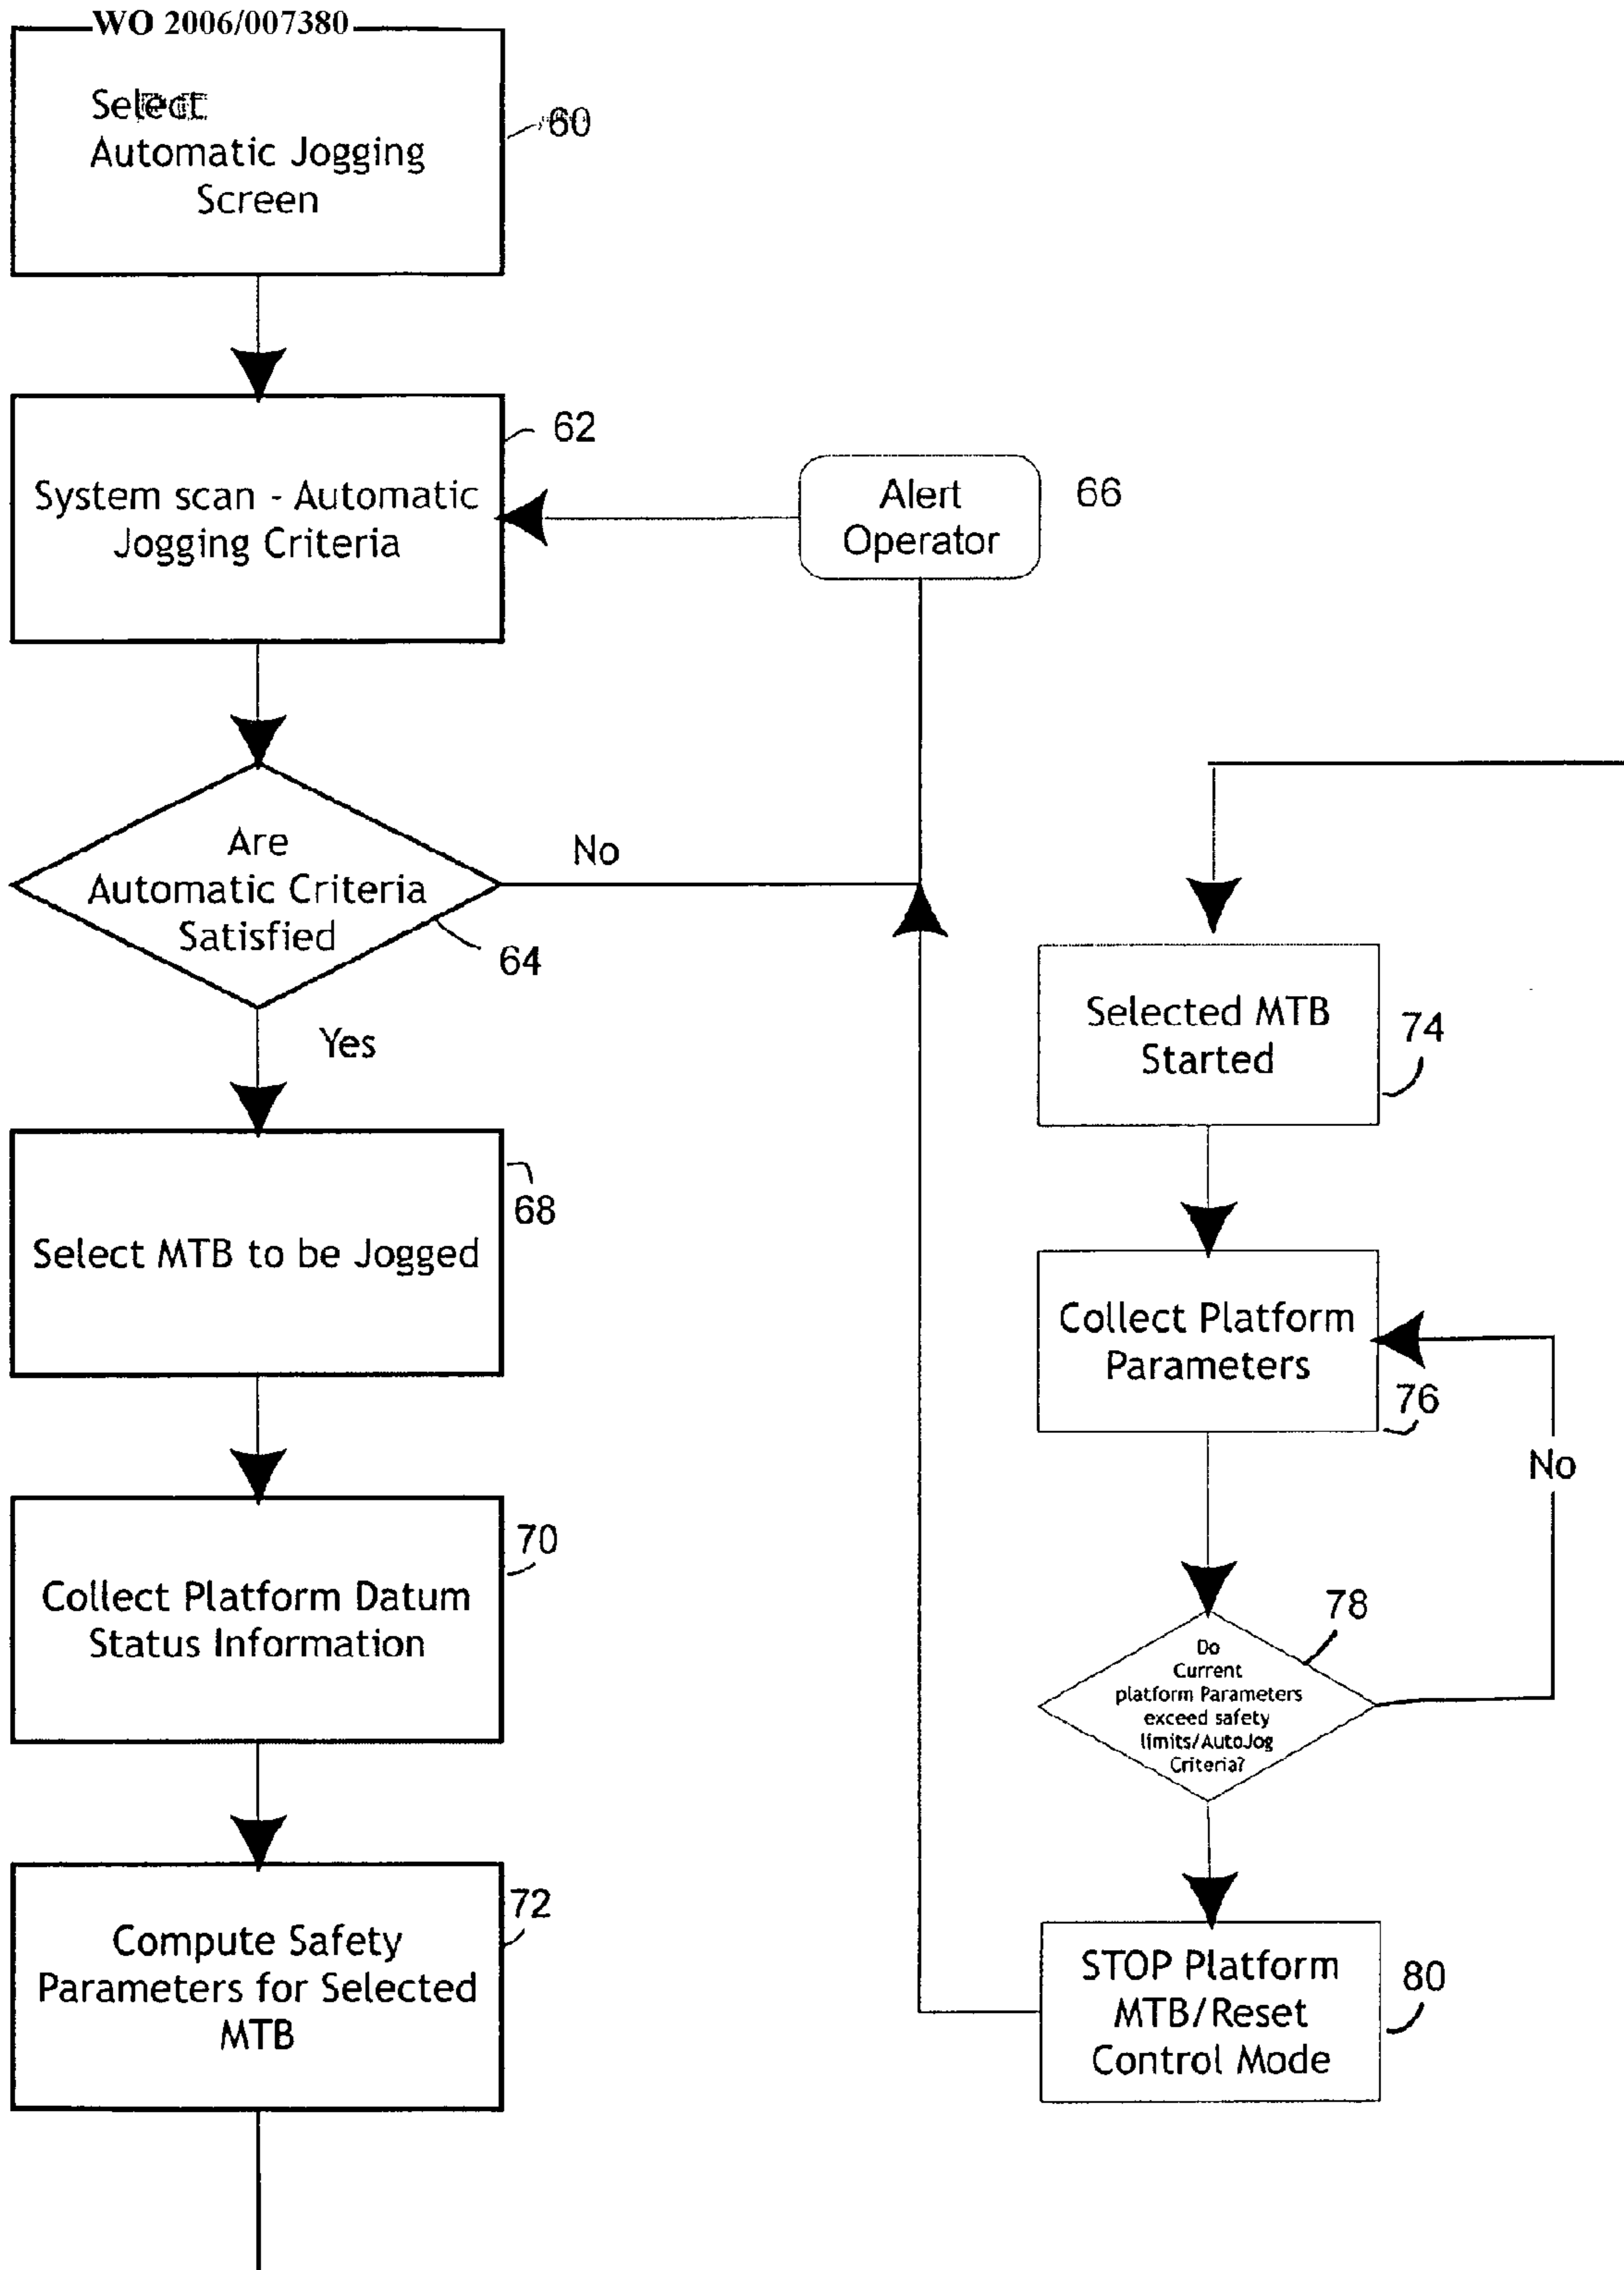 WO 2006/007380
Select
Automatic Jogging
Screen
60
System scan - Automatic
Jogging Criteria
62
Alert
Operator
66
Are
Automatic Criteria
Satisfied
64
No
Yes
Select MTB to be Jogged
68
Collect Platform Datum
Status Information
70
Compute Safety
Parameters for Selected
MTB
72
Selected MTB
Started
74
Collect Platform
Parameters
76
No
Do
Current
platform Parameters
exceed safety
limits/AutoJog
Criteria?
78
STOP Platform
MTB/Reset
Control Mode
80